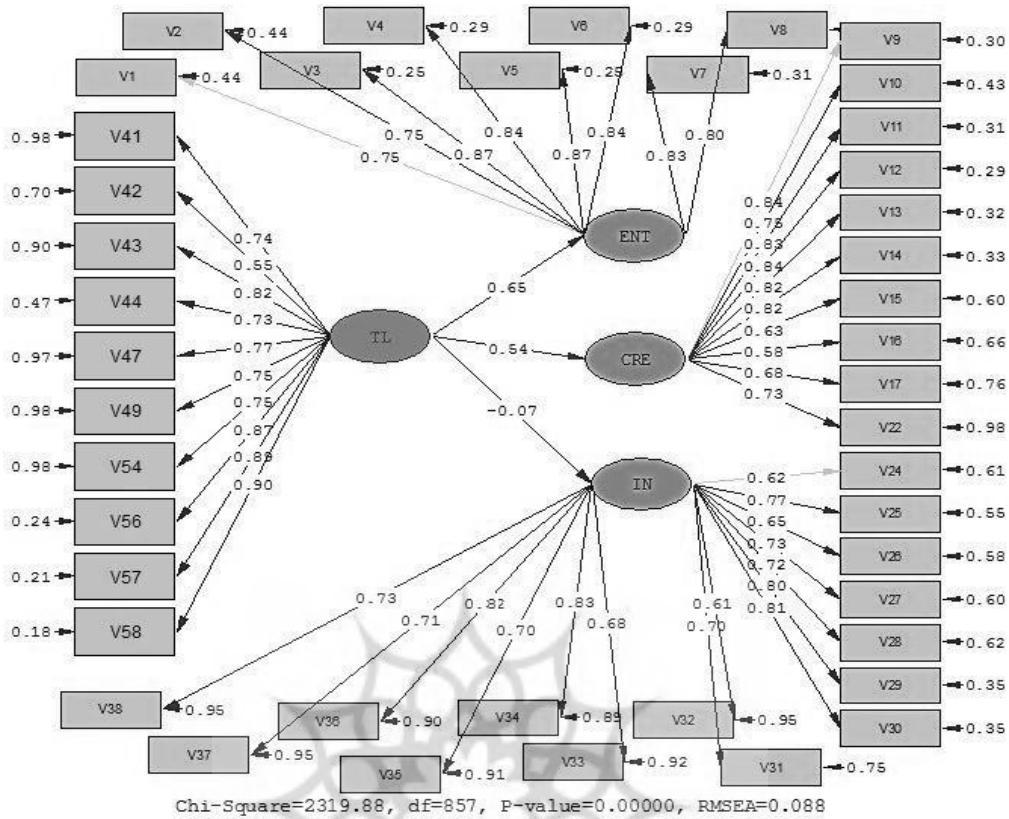 V2
0.44
V4
0.29
V6
0.29
V8
V9
0.30
V1
0.44
V3
0.25
V5
0.25
V7
0.31
V10
0.43
0.98
V41
V11
0.31
0.75
0.84
0.84
0.80
0.75
0.87
0.87
0.83
V12
0.29
0.70
V42
V13
0.32
0.90
V43
ENT
V14
0.33
0.47
V44
V15
0.60
0.97
V47
V16
0.66
0.98
V49
V17
0.76
0.98
V54
V22
0.98
0.74
0.55
0.82
0.73
0.77
0.75
0.75
0.87
0.89
0.90
TL
0.65
0.54
-0.07
CRE
0.84
0.75
0.83
0.84
0.82
0.82
0.63
0.58
0.68
0.73
IN
0.62
0.77
0.65
0.73
0.72
0.80
0.81
V24
0.61
V25
0.55
0.24
V56
V26
0.58
0.21
V57
V27
0.60
0.18
V58
V28
0.62
V29
0.35
V30
0.35
0.73
0.71
0.82
0.70
0.83
0.68
0.61
0.70
V38
0.95
V36
0.90
V34
0.89
V32
0.95
V37
0.95
V35
0.91
V33
0.92
V31
0.75
Chi-Square=2319.88, df=857, P-value=0.00000, RMSEA=0.088